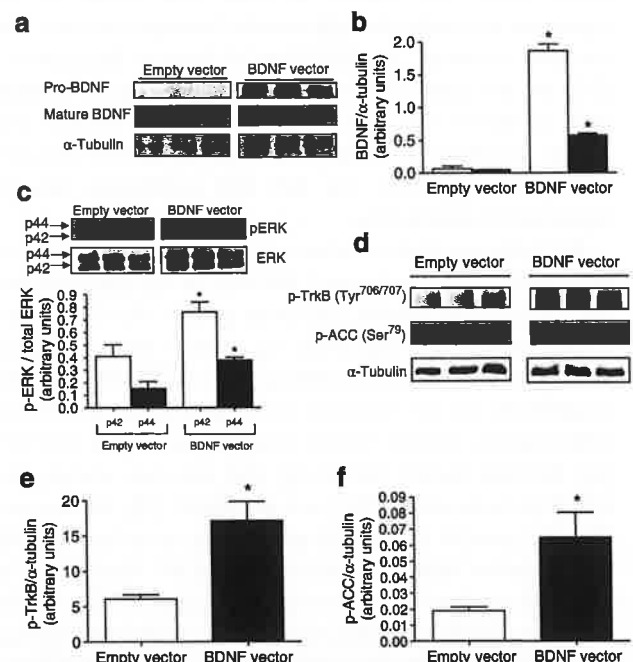 a
Empty vector BDNF vector
Pro-BDNF
Mature BDNF
α-Tubulin
b
BDNF/α-tubulin
(arbitrary units)
2.0
1.5
1.0
0.5
0.0
*
*
Empty vector BDNF vector
c
Empty vector BDNF vector
p44
p42
pERK
p44
p42
ERK
p-ERK / total ERK
(arbitrary units)
0.9
0.8
0.7
0.6
0.5
0.4
0.3
0.2
0.1
0.0
*
*
p42 p44 p42 p44
Empty vector BDNF vector
d
Empty vector BDNF vector
p-TrkB (Tyr706/707)
p-ACC (Ser79)
α-Tubulin
e
p-TrkB/α-tubulin
(arbitrary units)
20
15
10
5
0
*
Empty vector BDNF vector
f
p-ACC/α-tubulin
(arbitrary units)
0.09
0.08
0.07
0.06
0.05
0.04
0.03
0.02
0.01
0.00
*
Empty vector BDNF vector